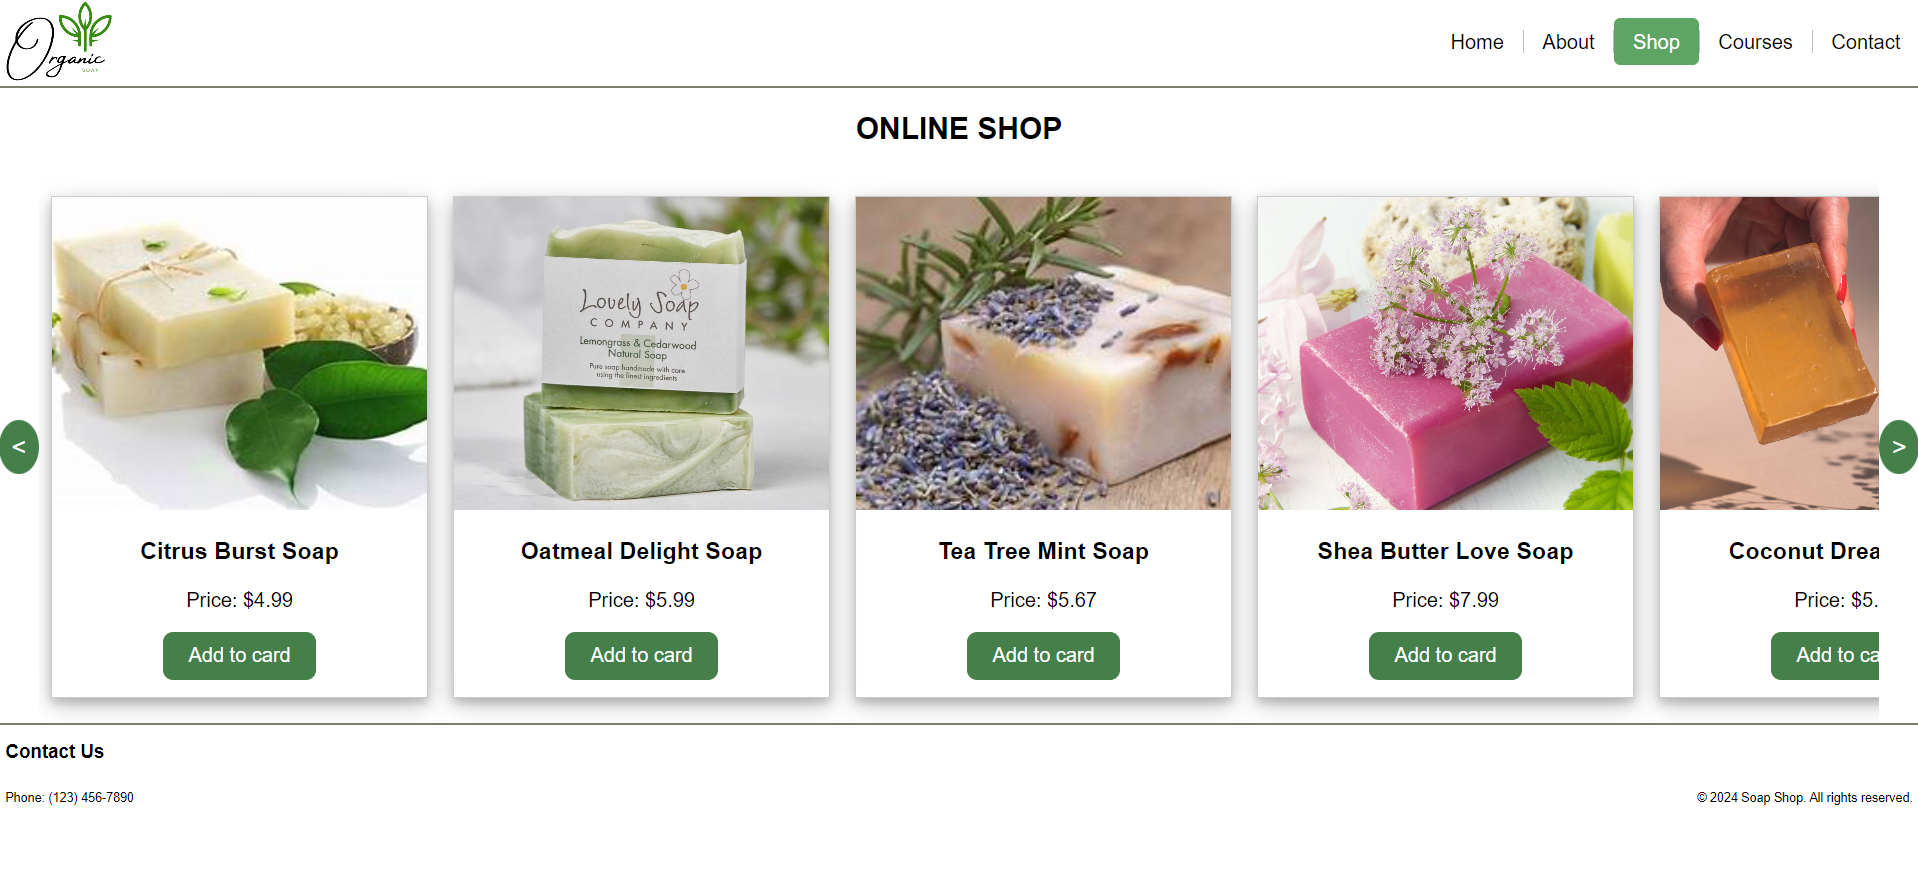 Organic
SOAP
Home
About
Shop
Courses
Contact
ONLINE SHOP
Lovely Soap
COMPANY
Lemongrass & Cedarwood
Natural Soap
Pure soap handmade with care
using the finest ingredients
<
>
Citrus Burst Soap
Oatmeal Delight Soap
Tea Tree Mint Soap
Shea Butter Love Soap
Coconut Drea
Price: $4.99
Price: $5.99
Price: $5.67
Price: $7.99
Price: $5.
Add to card
Add to card
Add to card
Add to card
Add to ca
Contact Us
Phone: (123) 456-7890
© 2024 Soap Shop. All rights reserved.